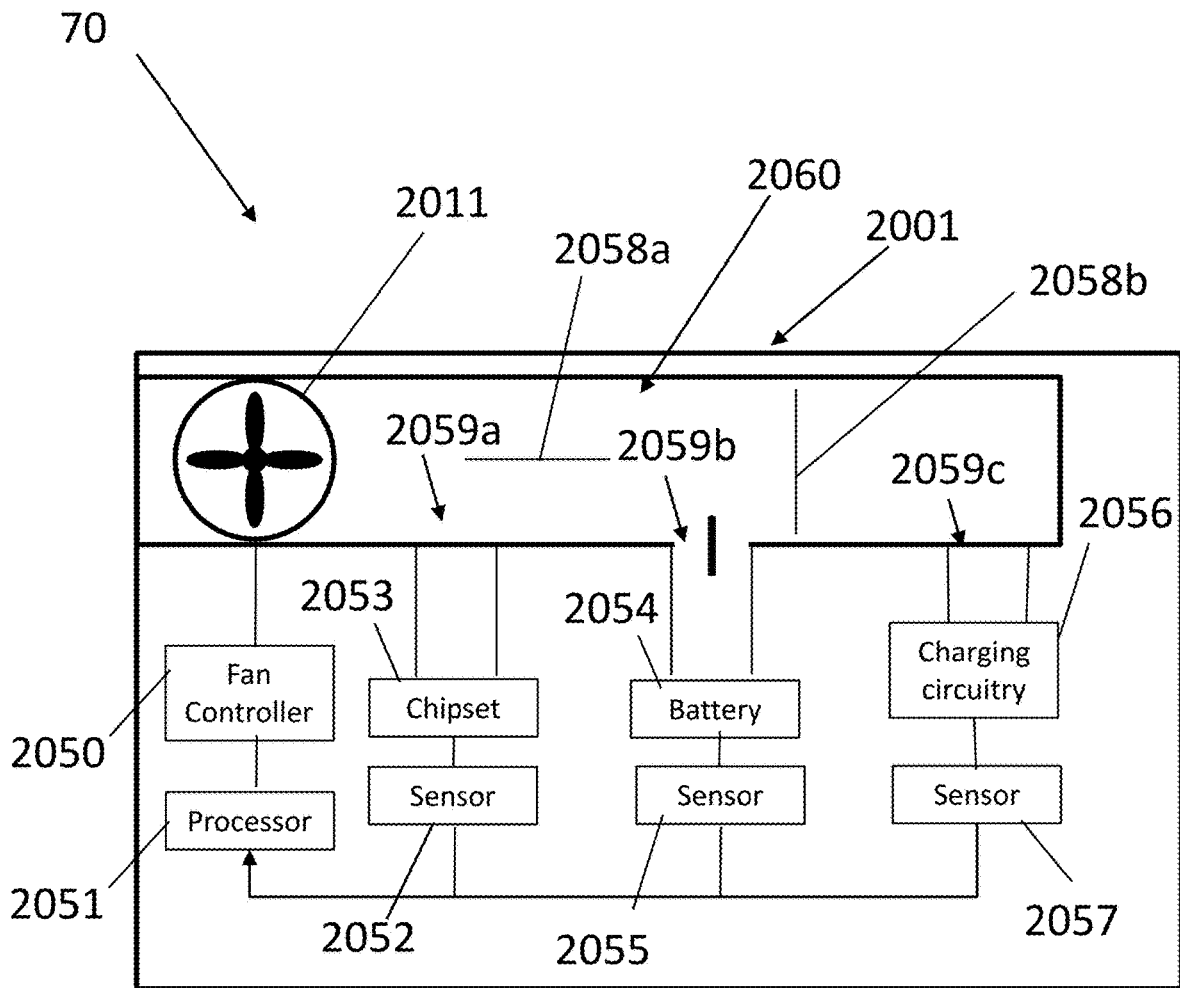 70
2011
2060
2001
2058a
2058b
2059a
2059b
2059c
2056
2053
2054
Charging
circuitry
Fan
Controller
Chipset
Battery
2050
Sensor
Sensor
Sensor
Processor
2051
2052
2055
2057